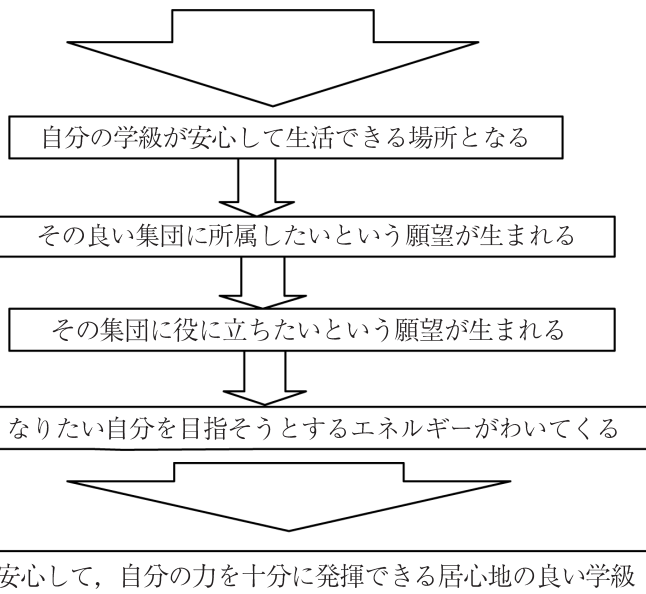 自分の学級が安心して生活できる場所となる
その良い集団に所属したいという願望が生まれる
その集団に役に立ちたいという願望が生まれる
なりたい自分を目指そうとするエネルギーがわいてくる
安心して，自分の力を十分に発揮できる居心地の良い学級